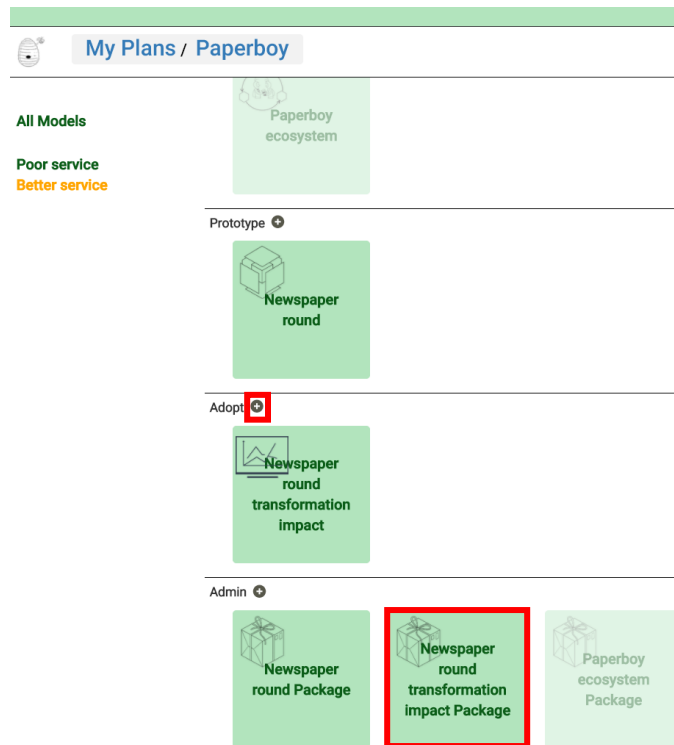 My Plans / Paperboy
All Models
Poor service
Better service
Paperboy
ecosystem
Prototype
Newspaper
round
Adopt
Newspaper
round
transformation
impact
Admin
Newspaper
round Package
Newspaper
round
transformation
impact Package
Paperboy
ecosystem
Package